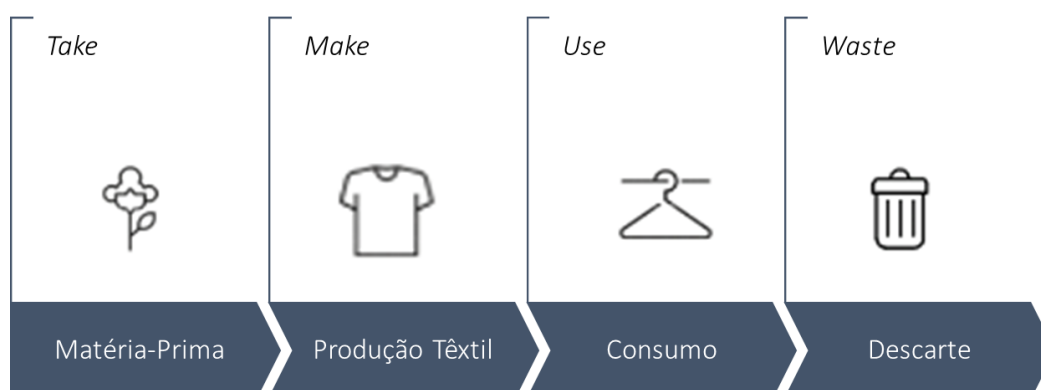 Take
Make
Use
Waste
Matéria-Prima
Produção Têxtil
Consumo
Descarte